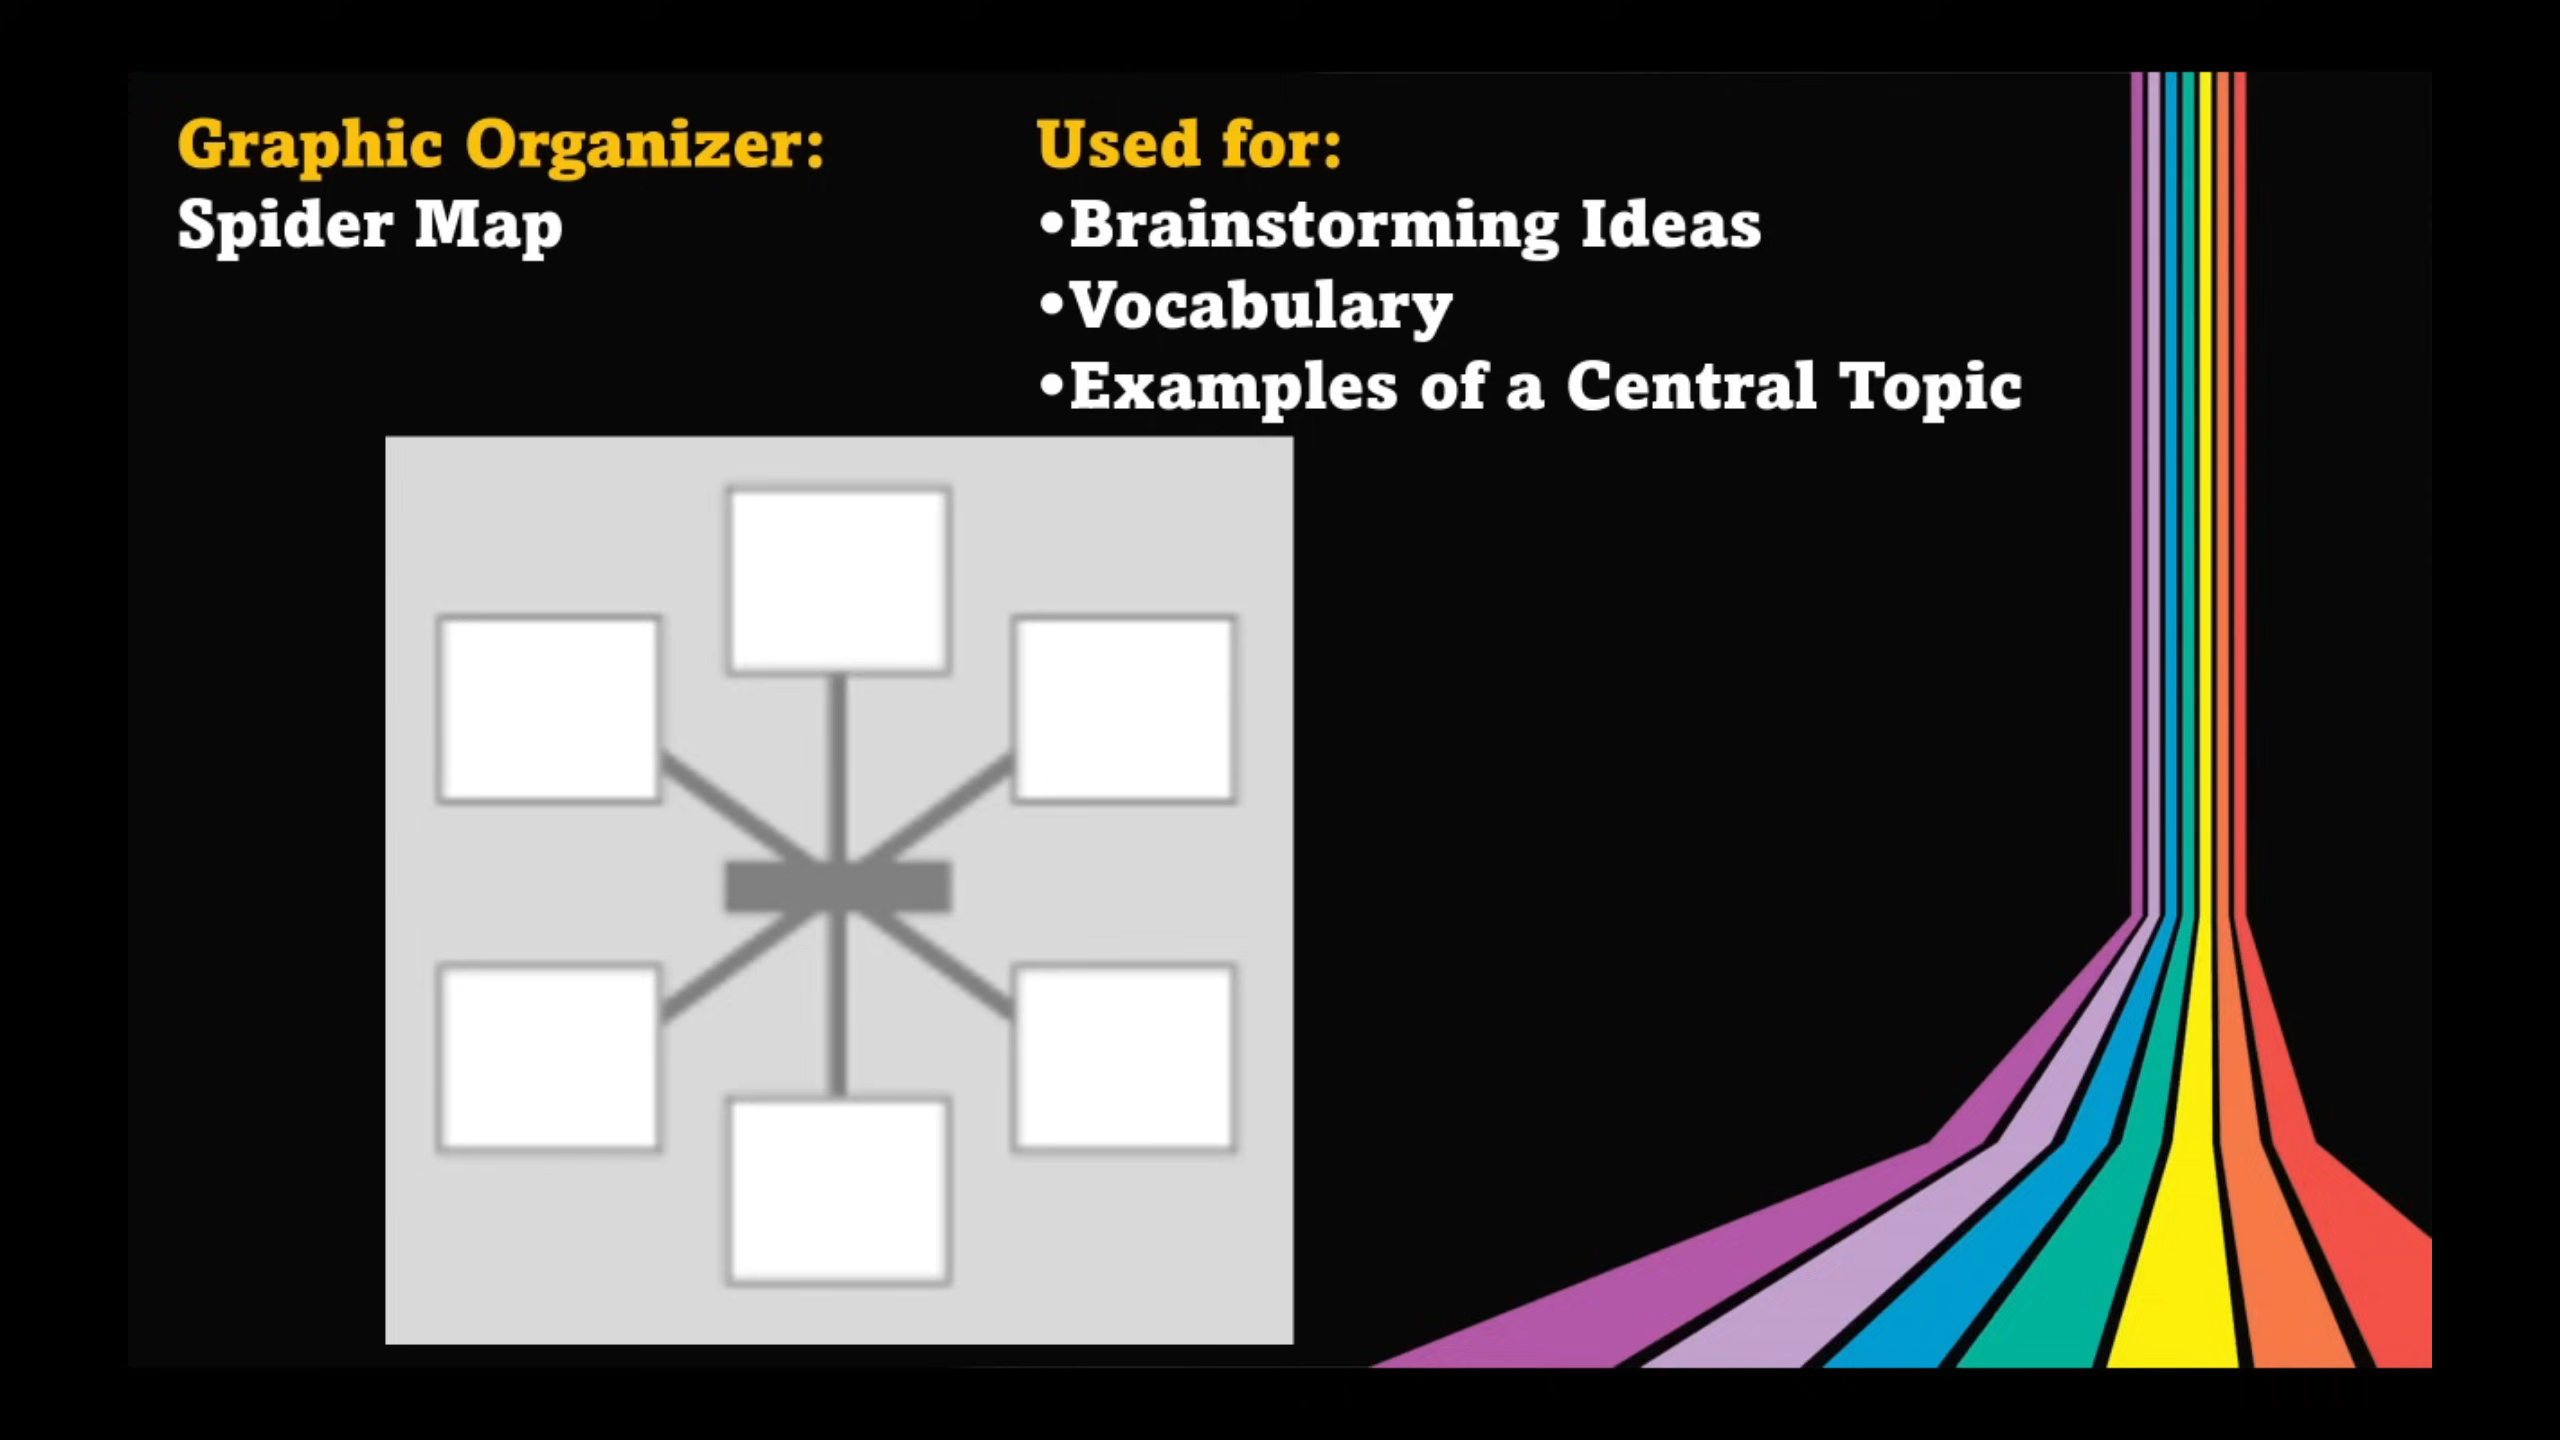 Graphic Organizer:
Spider Map
Used for:
•Brainstorming Ideas
•Vocabulary
•Examples of a Central Topic